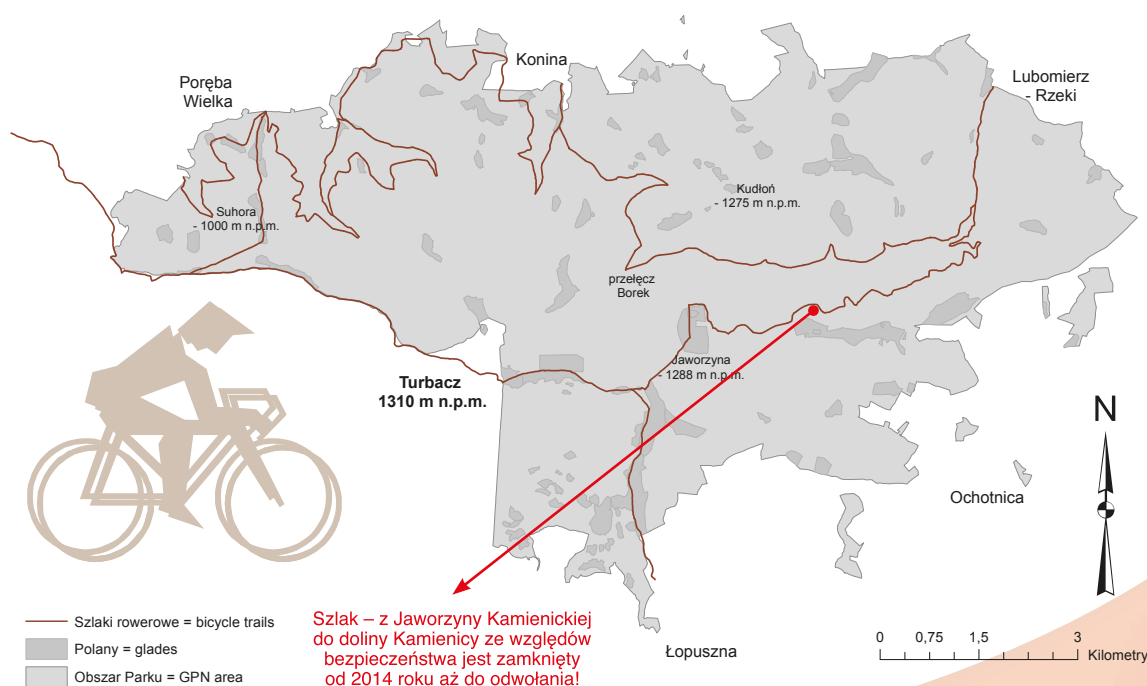 Konina
Poręba
Wielka
Lubomierz
- Rzeki
Suhora
- 1000 m n.p.m.
Kudłoń
- 1275 m n.p.m.
przełęcz
Borek
Jaworzyna
- 1288 m n.p.m.
Turbacz
1310 m n.p.m.
N
Ochotnica
Łopuszna
Szlaki rowerowe = bicycle trails
Polany = glades
Obszar Parku = GPN area
Szlak – z Jaworzyny Kamienickiej
do doliny Kamienicy ze względów
bezpieczeństwa jest zamknięty
od 2014 roku aż do odwołania!
0 0,75 1,5 3
Kilometry